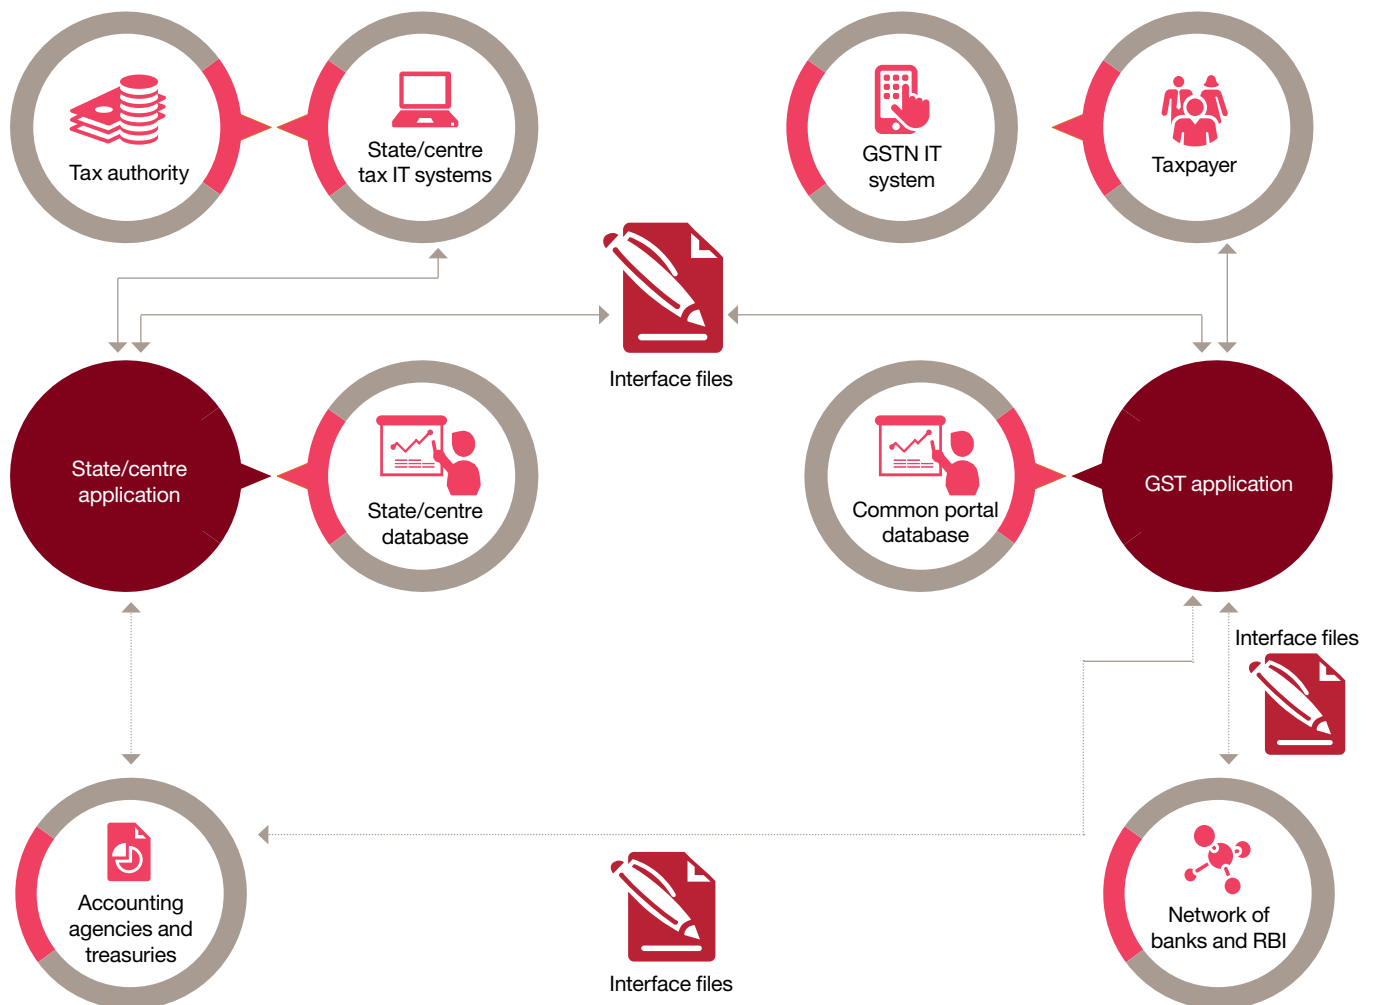 Tax authority
State/centre
tax IT systems
GSTN IT
system
Taxpayer
Interface files
State/centre
application
State/centre
database
Common portal
database
GST application
Interface files
Accounting
agencies and
treasuries
Interface files
Network of
banks and RBI